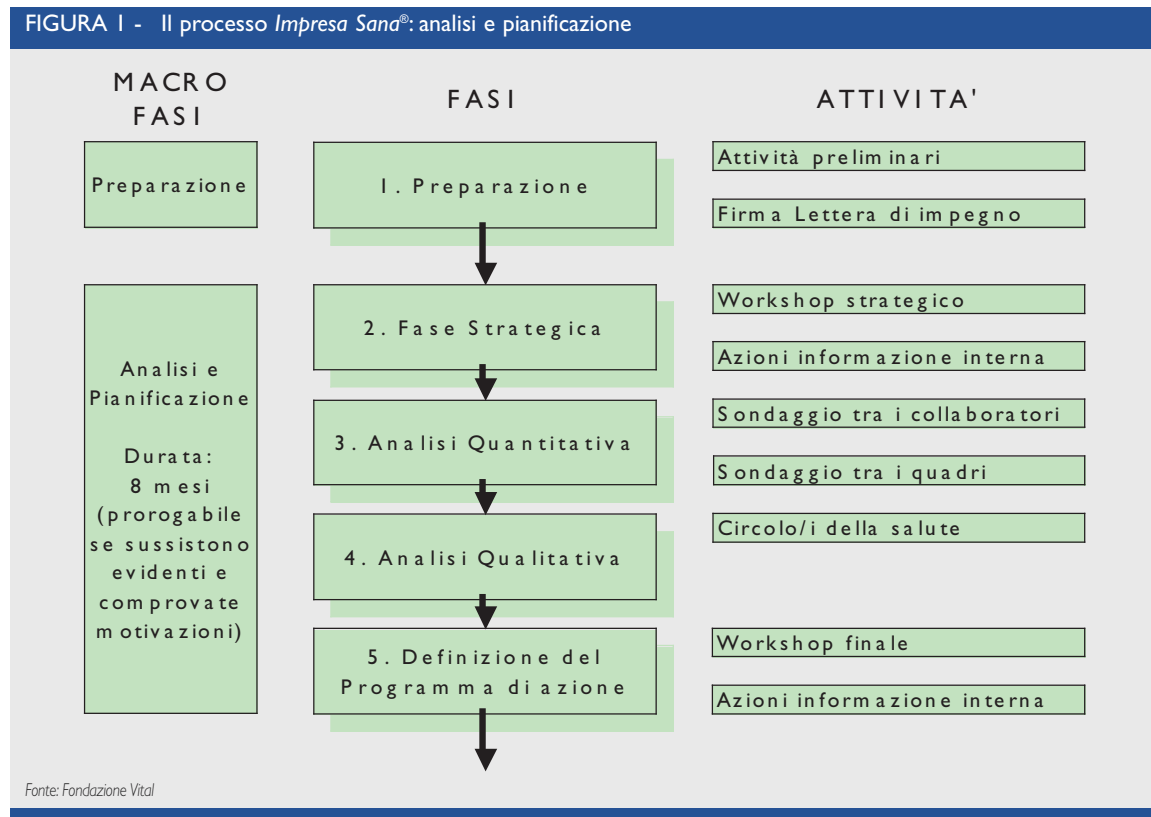 FIGURA 1 - Il processo Impresa Sana®: analisi e pianificazione
MACRO
FASI
FASI
ATTIVITA'
Preparazione
1. Preparazione
Attività preliminari
Firma Lettera di impegno
Analisi e
Pianificazione
Durata:
8 mesi
(prorogabile
se sussistono
evidenti e
comprovate
motivazioni)
2. Fase Strategica
Workshop strategico
Azioni informazione interna
3. Analisi Quantitativa
Sondaggio tra i collaboratori
Sondaggio tra i quadri
4. Analisi Qualitativa
Circolo/i della salute
5. Definizione del
Programma di azione
Workshop finale
Azioni informazione interna
Fonte: Fondazione Vital